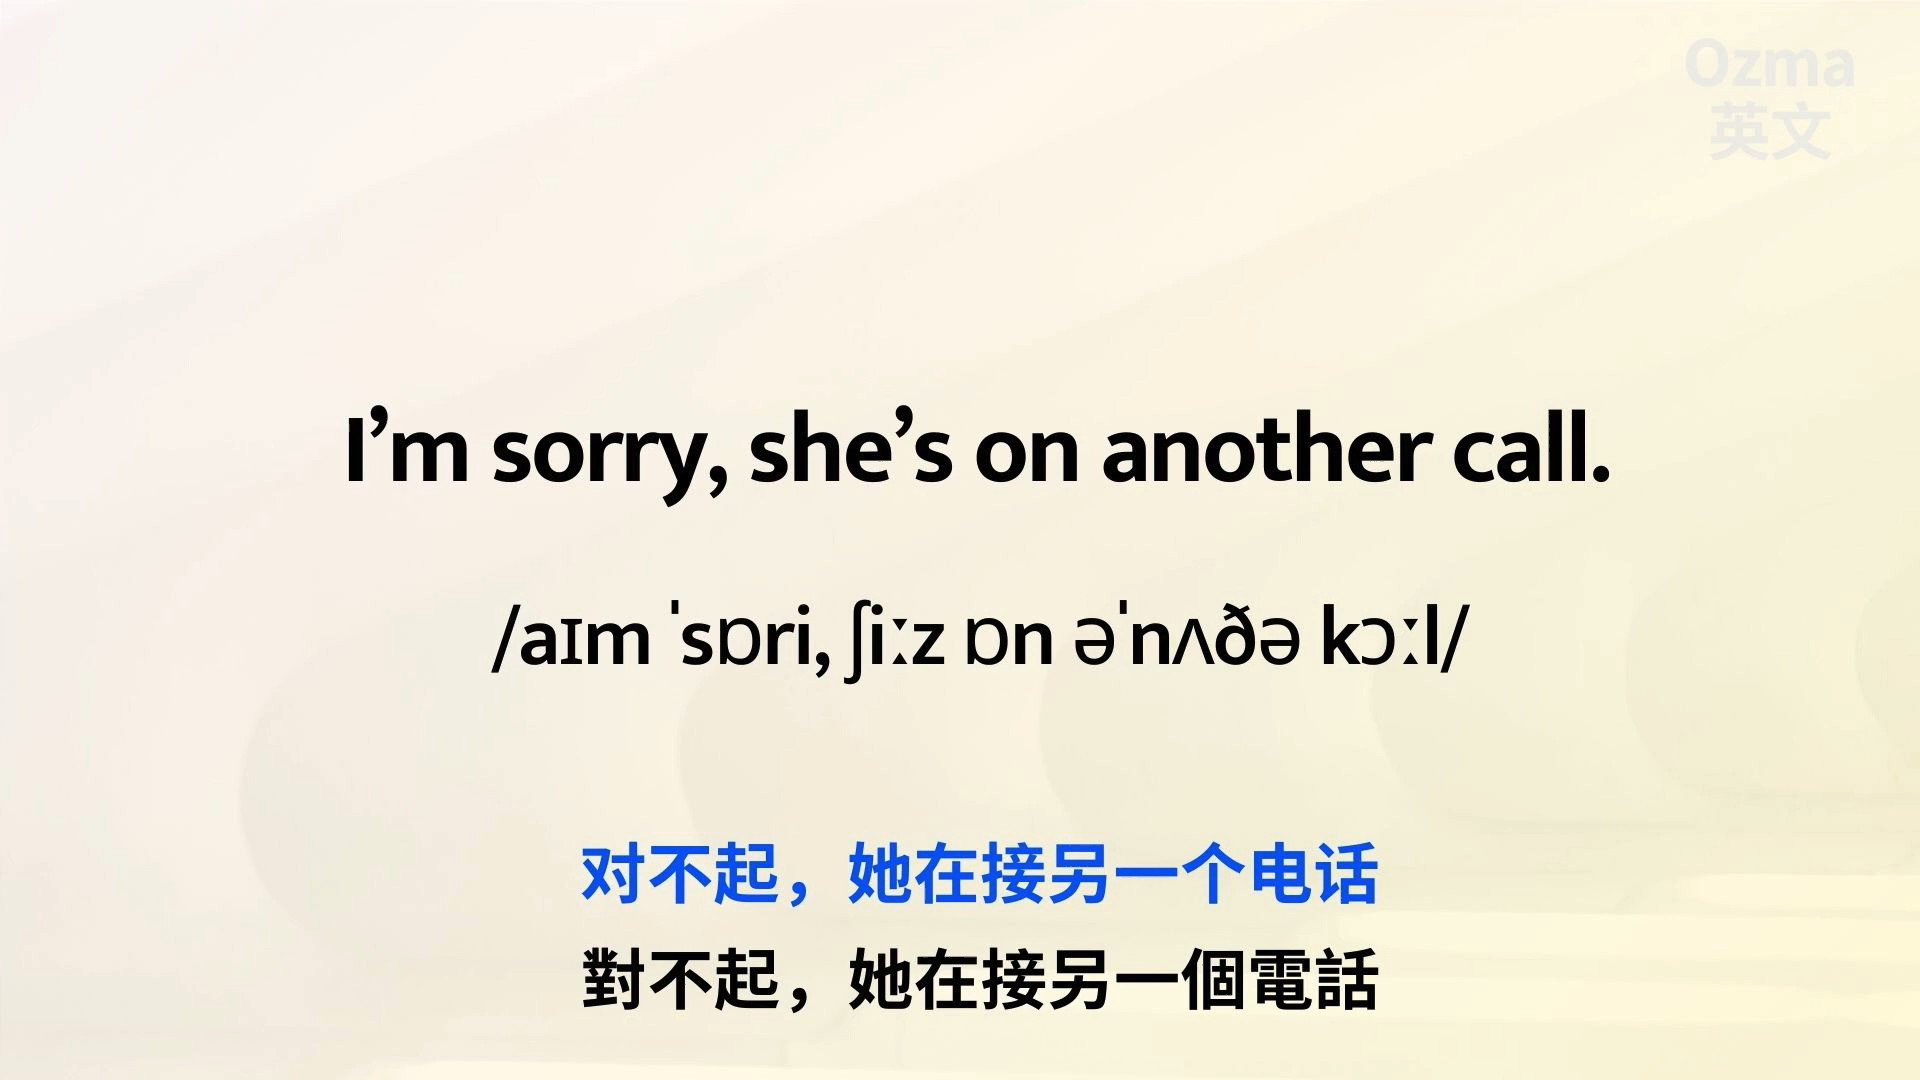 Ozma
英文
I’m sorry, she’s on another call.
/aɪm ˈsɒri, ʃiːz ɒn əˈnʌðə kɔːl/
对不起，她在接另一个电话
對不起，她在接另一個電話